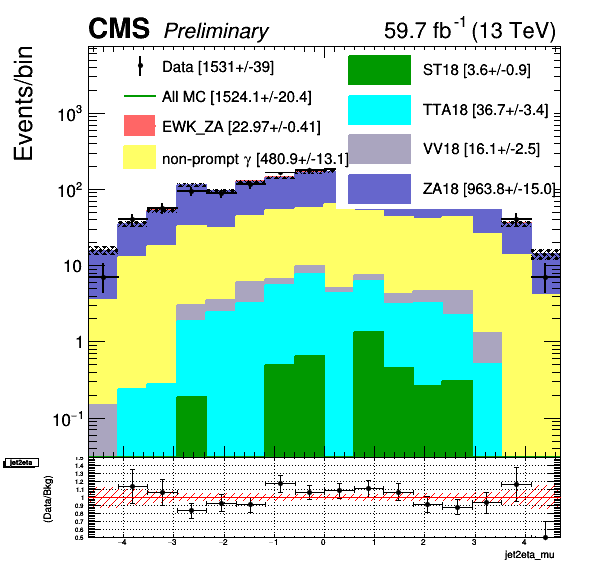 CMS Preliminary 59.7 fb⁻¹ (13 TeV)
Events/bin
Data [1531+/-39]
All MC [1524.1+/-20.4]
EWK_ZA [22.97+/-0.41]
non-prompt γ [480.9+/-13.1]
ST18 [3.6+/-0.9]
TTA18 [36.7+/-3.4]
VV18 [16.1+/-2.5]
ZA18 [963.8+/-15.0]
10³
10²
10
1
10⁻¹
jet2eta
(Data/Bkg)
1.5
1.4
1.3
1.2
1.1
1
0.9
0.8
0.7
0.6
0.5
−4 −3 −2 −1 0 1 2 3 4
jet2eta_mu